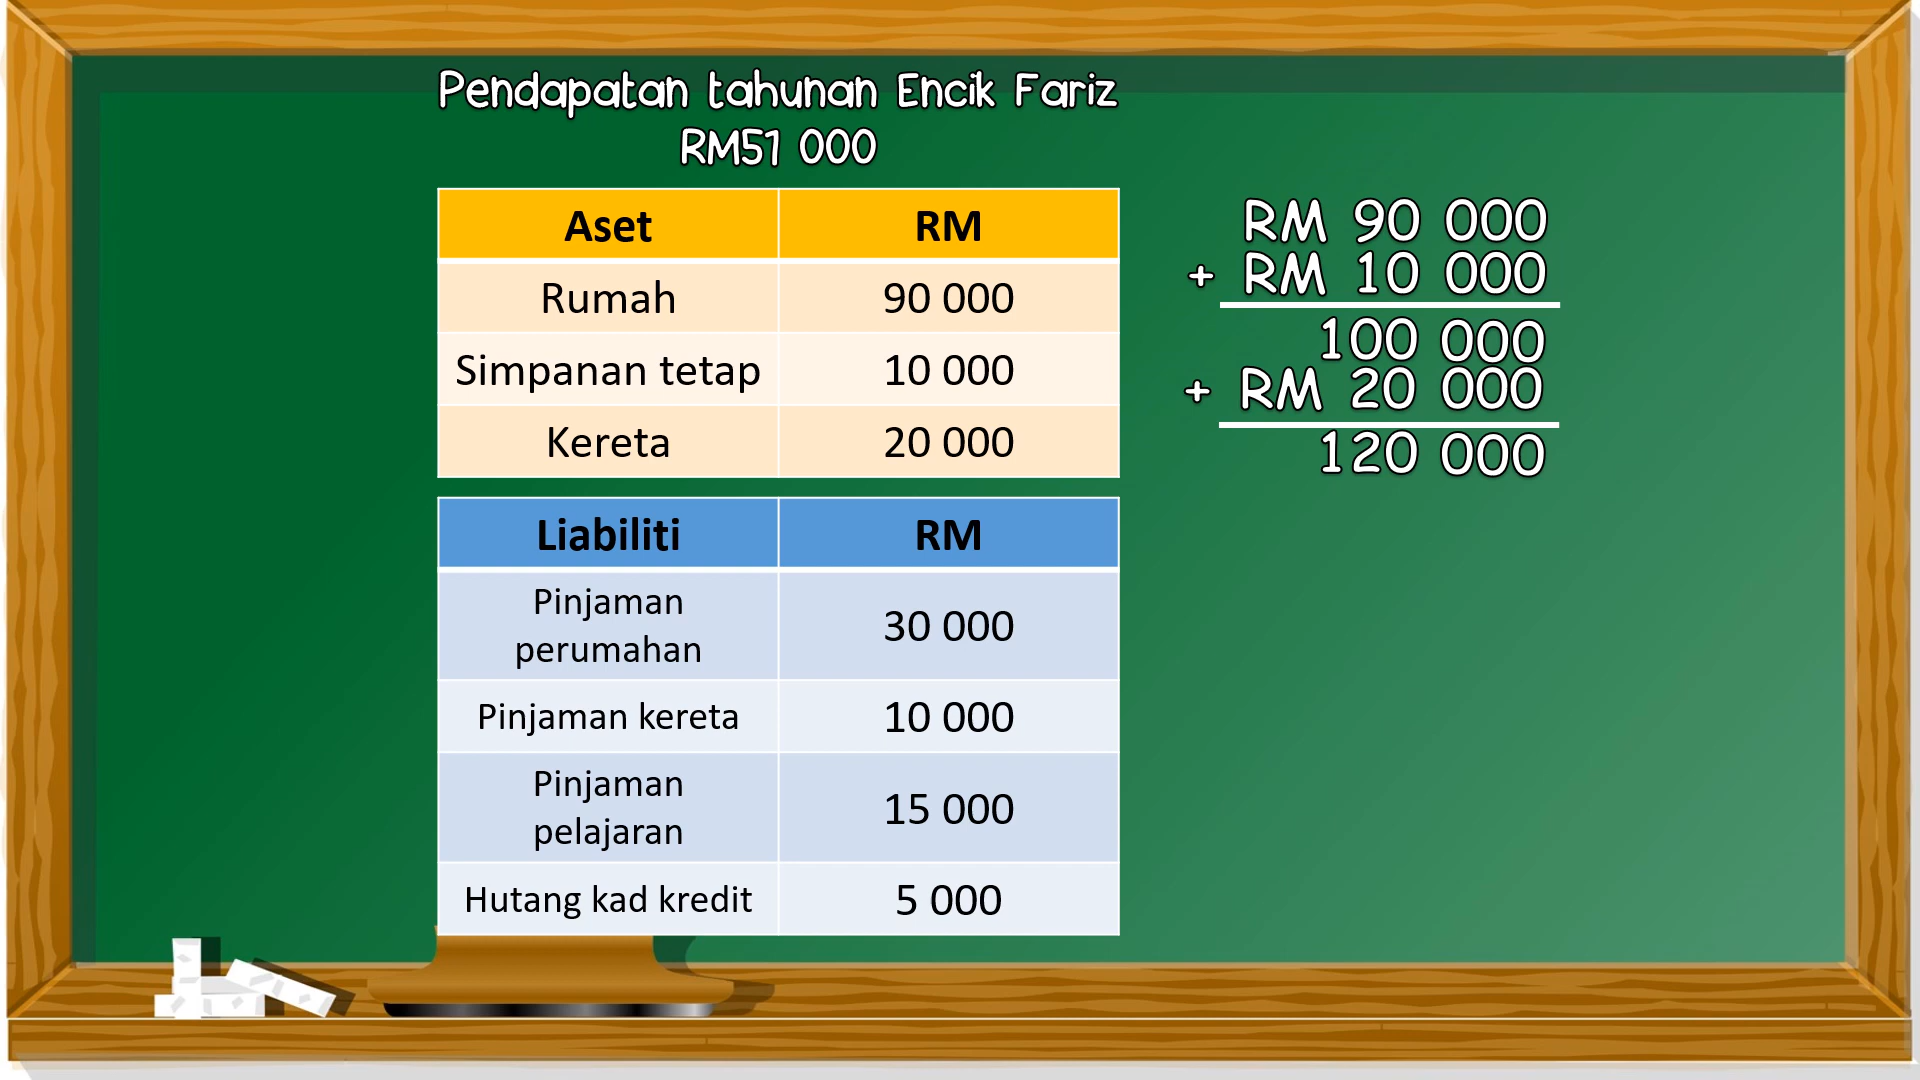 Pendapatan tahunan Encik Fariz
RM51 000
Aset RM
Rumah 90 000
Simpanan tetap 10 000
Kereta 20 000
Liabiliti RM
Pinjaman
perumahan 30 000
Pinjaman kereta 10 000
Pinjaman
pelajaran 15 000
Hutang kad kredit 5 000
RM 90 000
+ RM 10 000
100 000
+ RM 20 000
120 000